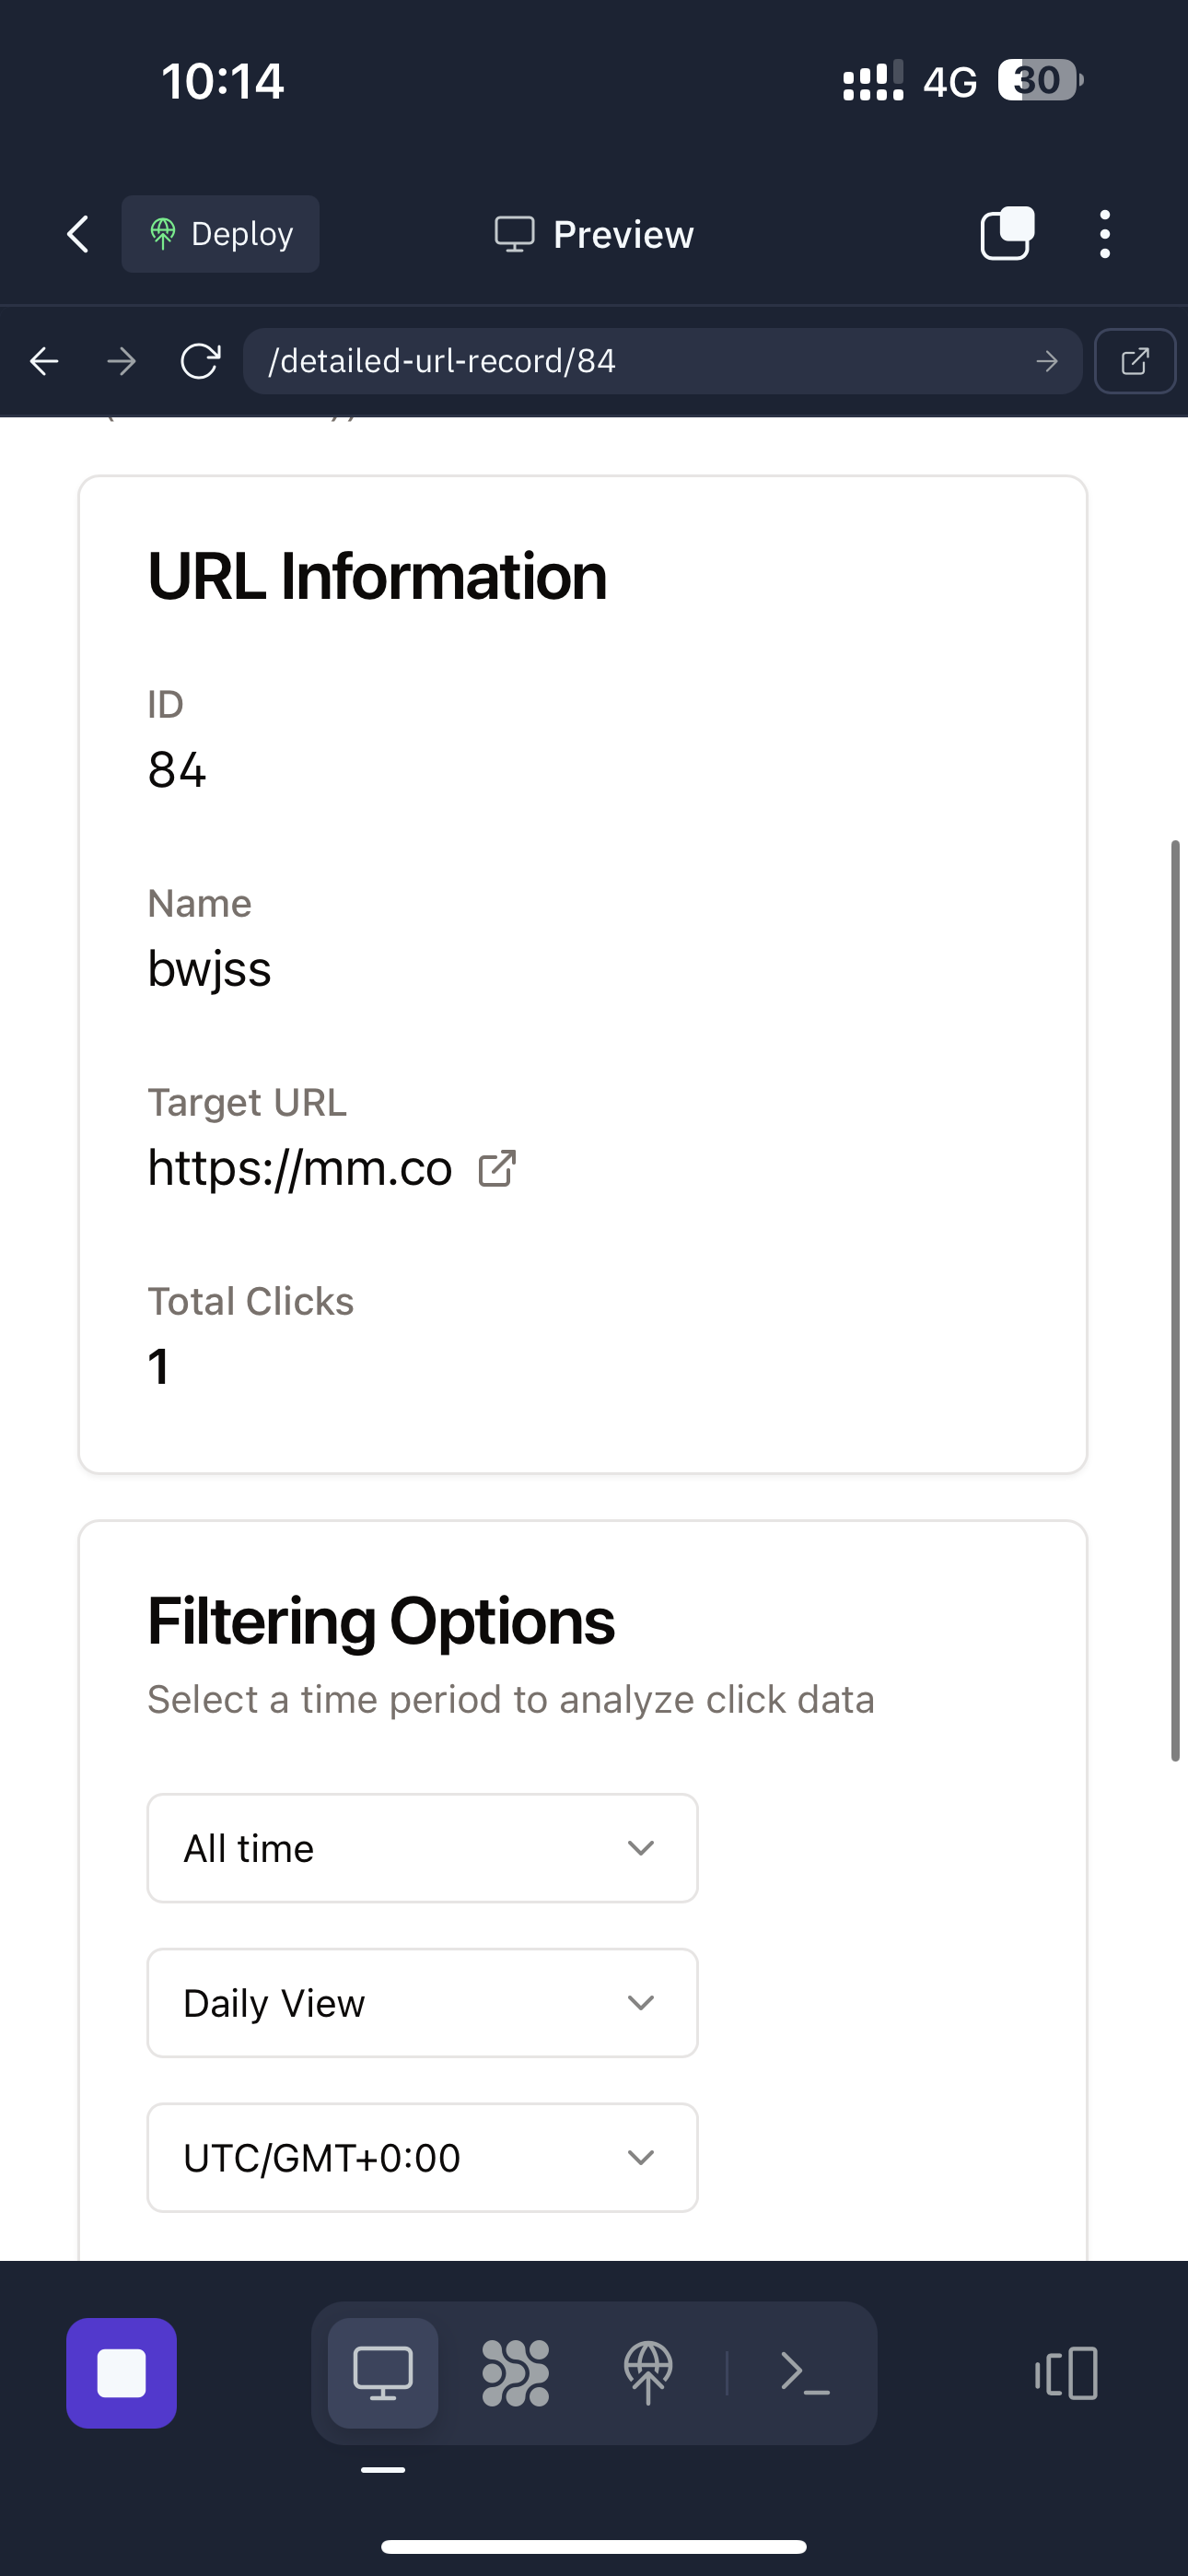 10:14
4G
30
Deploy
Preview
/detailed-url-record/84
URL Information
ID
84
Name
bwjss
Target URL
https://mm.co
Total Clicks
1
Filtering Options
Select a time period to analyze click data
All time
Daily View
UTC/GMT+0:00